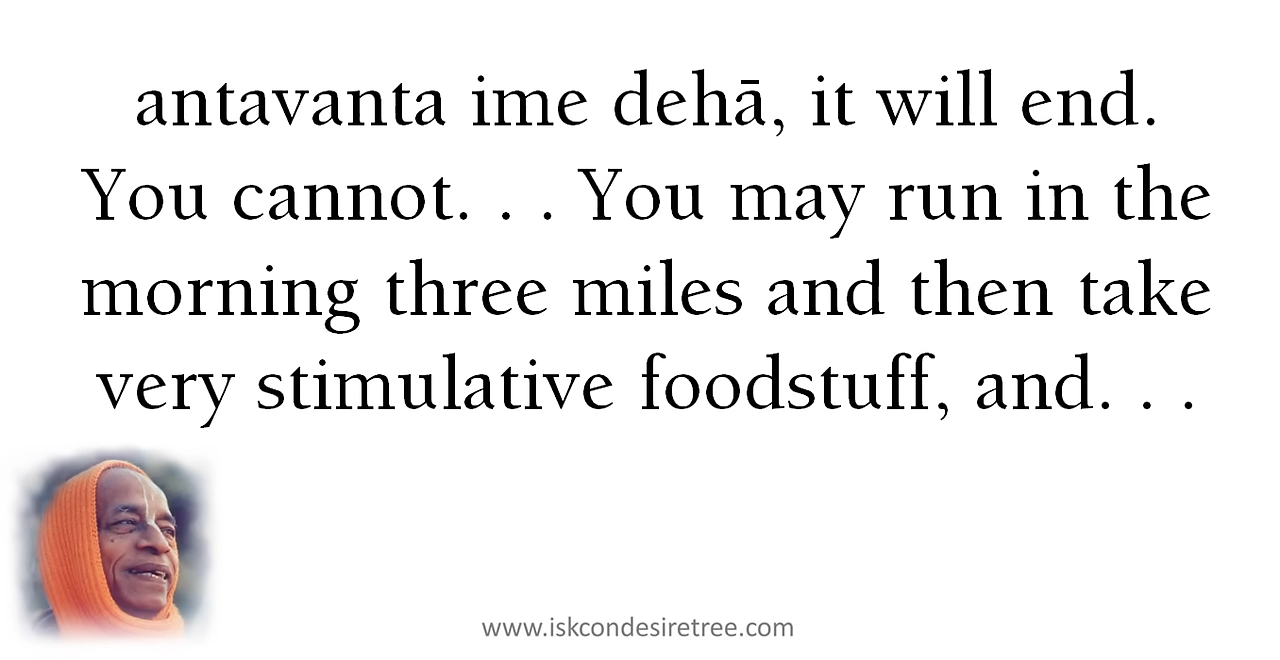 antavanta ime dehā, it will end.
You cannot. . . You may run in the
morning three miles and then take
very stimulative foodstuff, and. . .
www.iskcondesiretree.com